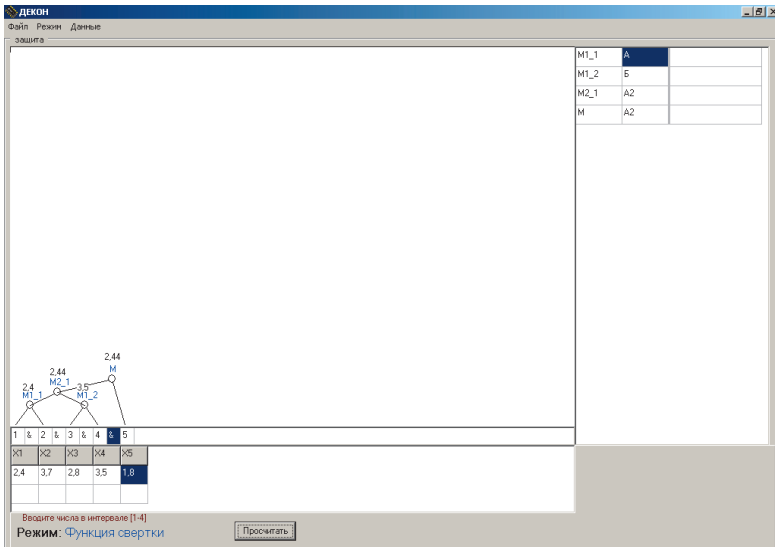 ДЕКОН
Файл Режим Данные
защита
M1_1 А
M1_2 Б
M2_1 А2
M А2
2,44
M
2,44
M2_1
2,4
M1_1
3,5
M1_2
1 & 2 & 3 & 4 & 5
X1 X2 X3 X4 X5
2,4 3,7 2,8 3,5 1,8
Вводите числа в интервале [1-4]
Режим: Функция свертки
Просчитать